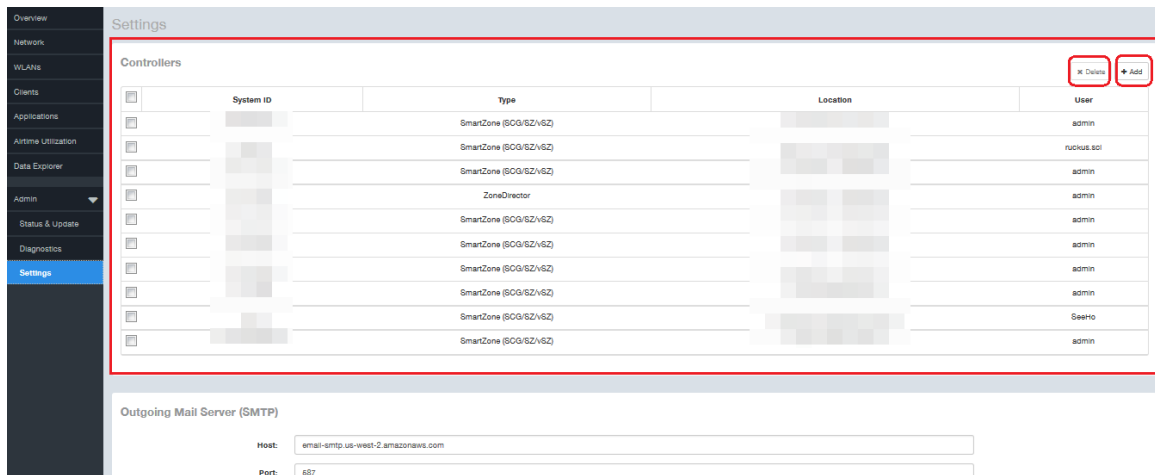 Overview
Network
WLANs
Clients
Applications
Airtime Utilization
Data Explorer
Admin
Status & Update
Diagnostics
Settings
Settings
Controllers
Delete
+ Add
System ID Type Location User
SmartZone (SCG/SZ/vSZ) admin
SmartZone (SCG/SZ/vSZ) ruckus.sci
SmartZone (SCG/SZ/vSZ) admin
ZoneDirector admin
SmartZone (SCG/SZ/vSZ) admin
SmartZone (SCG/SZ/vSZ) admin
SmartZone (SCG/SZ/vSZ) admin
SmartZone (SCG/SZ/vSZ) admin
SmartZone (SCG/SZ/vSZ) SeeHo
SmartZone (SCG/SZ/vSZ) admin
Outgoing Mail Server (SMTP)
Host: email-smtp.us-west-2.amazonaws.com
Port: 587